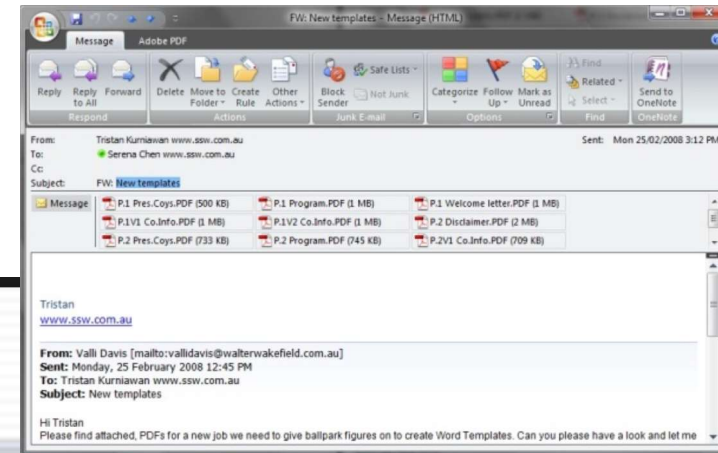 FW: New templates - Message (HTML)
Message Adobe PDF
Reply Reply to All Forward Delete Move to Folder Create Rule Other Actions Block Sender Safe Lists Not Junk Categorize Follow Up Mark as Unread Find Related Select Send to OneNote
Respond Actions Junk E-mail Options Find OneNote
From: Tristan Kurniawan www.ssw.com.au Sent: Mon 25/02/2008 3:12 PM
To: Serena Chen www.ssw.com.au
Cc:
Subject: FW: New templates
Message P.1 Pres.Coys.PDF (500 KB) P.1 Program.PDF (1 MB) P.1 Welcome letter.PDF (1 MB)
P.1V1 Co.Info.PDF (1 MB) P.1V2 Co.Info.PDF (1 MB) P.2 Disclaimer.PDF (2 MB)
P.2 Pres.Coys.PDF (733 KB) P.2 Program.PDF (745 KB) P.2V1 Co.Info.PDF (709 KB)
Tristan
www.ssw.com.au
From: Valli Davis [mailto:vallidavis@walterwakefield.com.au]
Sent: Monday, 25 February 2008 12:45 PM
To: Tristan Kurniawan www.ssw.com.au
Subject: New templates
Hi Tristan
Please find attached, PDFs for a new job we need to give ballpark figures on to create Word Templates. Can you please have a look and let me